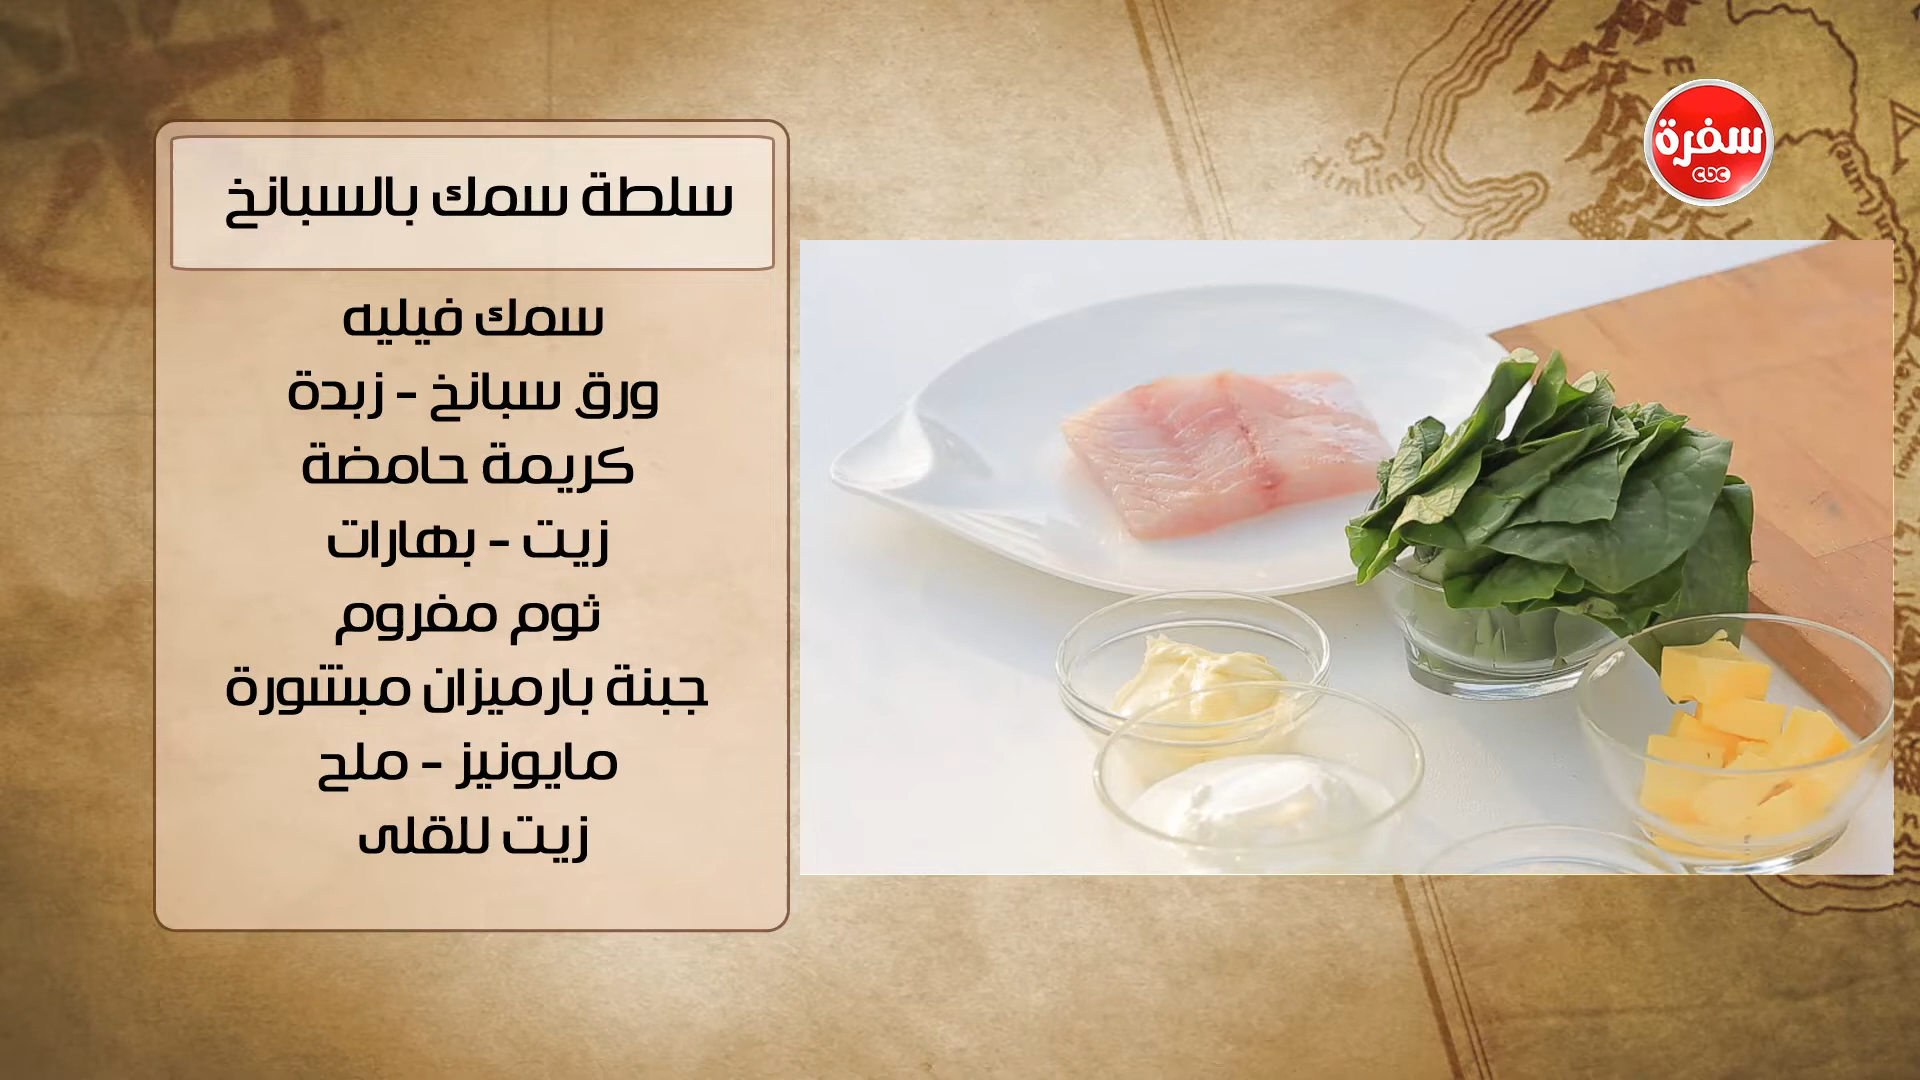 سلطة سمك بالسبانخ
سمك فيليه
ورق سبانخ - زبدة
كريمة حامضة
زيت - بهارات
ثوم مفروم
جبنة بارميزان مبشورة
مايونيز - ملح
زيت للقلى
سفرة
cbc